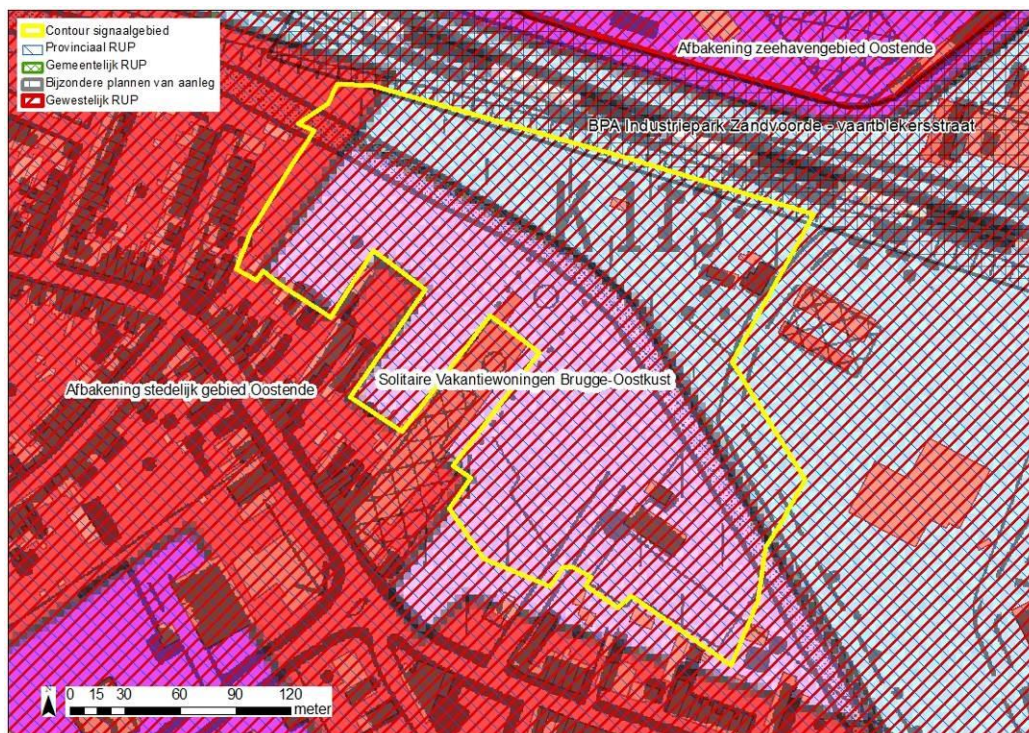 Contour signaalgebied
Provinciaal RUP
Gemeentelijk RUP
Bijzondere plannen van aanleg
Gewestelijk RUP
Afbakening zeehavengebied Oostende
BPA Industriepark Zandvoorde - vaartblekersstraat
Solitaire Vakantiewoningen Brugge-Oostkust
Afbakening stedelijk gebied Oostende
N
0 15 30 60 90 120
meter